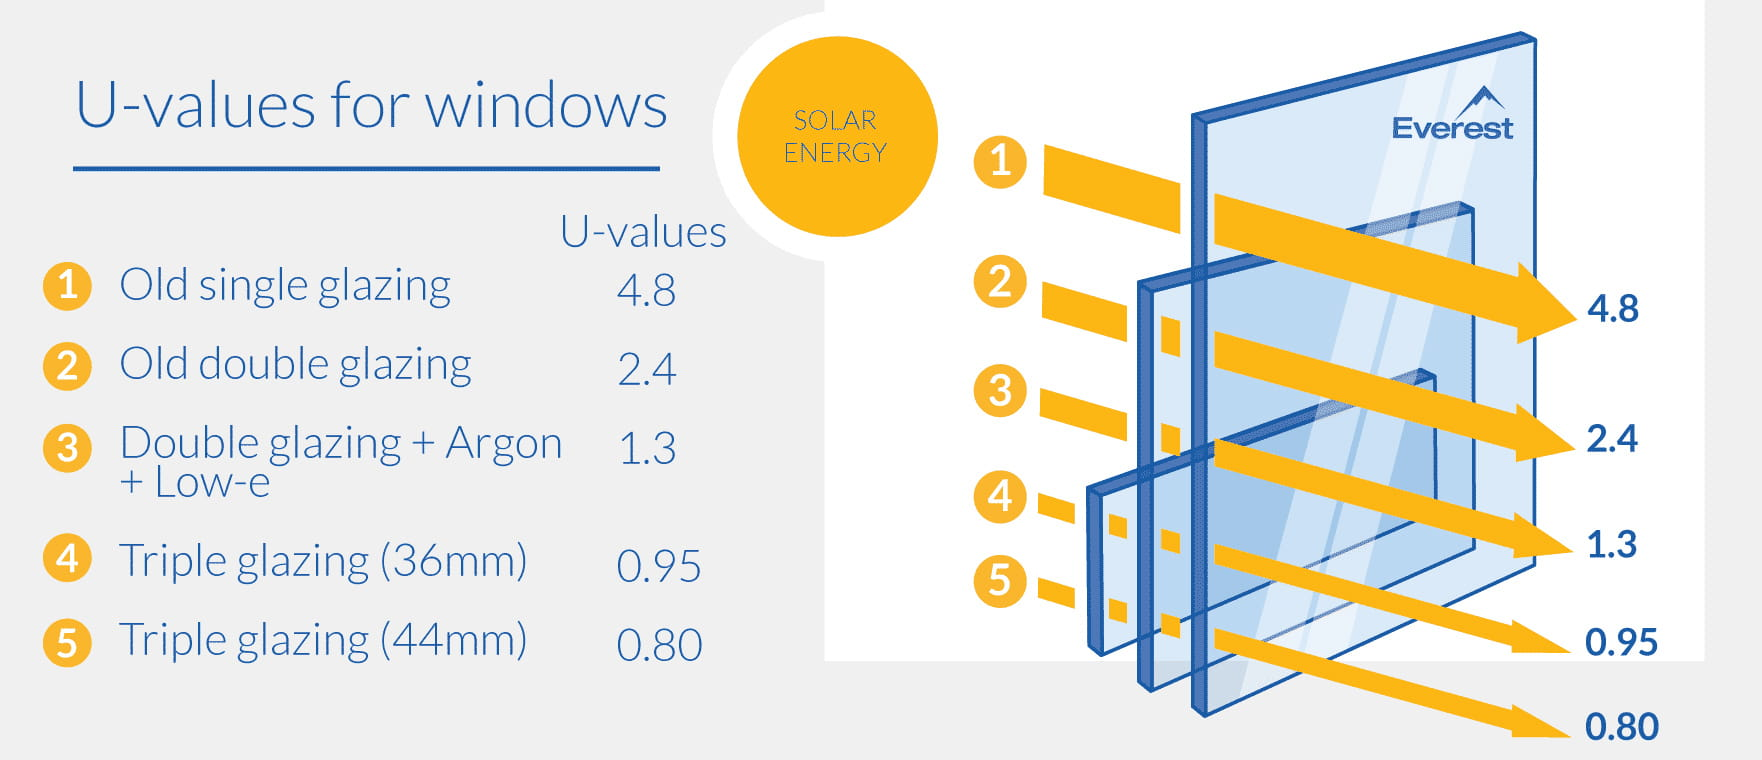 U-values for windows
U-values
1 Old single glazing 4.8
2 Old double glazing 2.4
3 Double glazing + Argon 1.3
+ Low-e
4 Triple glazing (36mm) 0.95
5 Triple glazing (44mm) 0.80
SOLAR
ENERGY
Everest
1 4.8
2 2.4
3 1.3
4 0.95
5 0.80